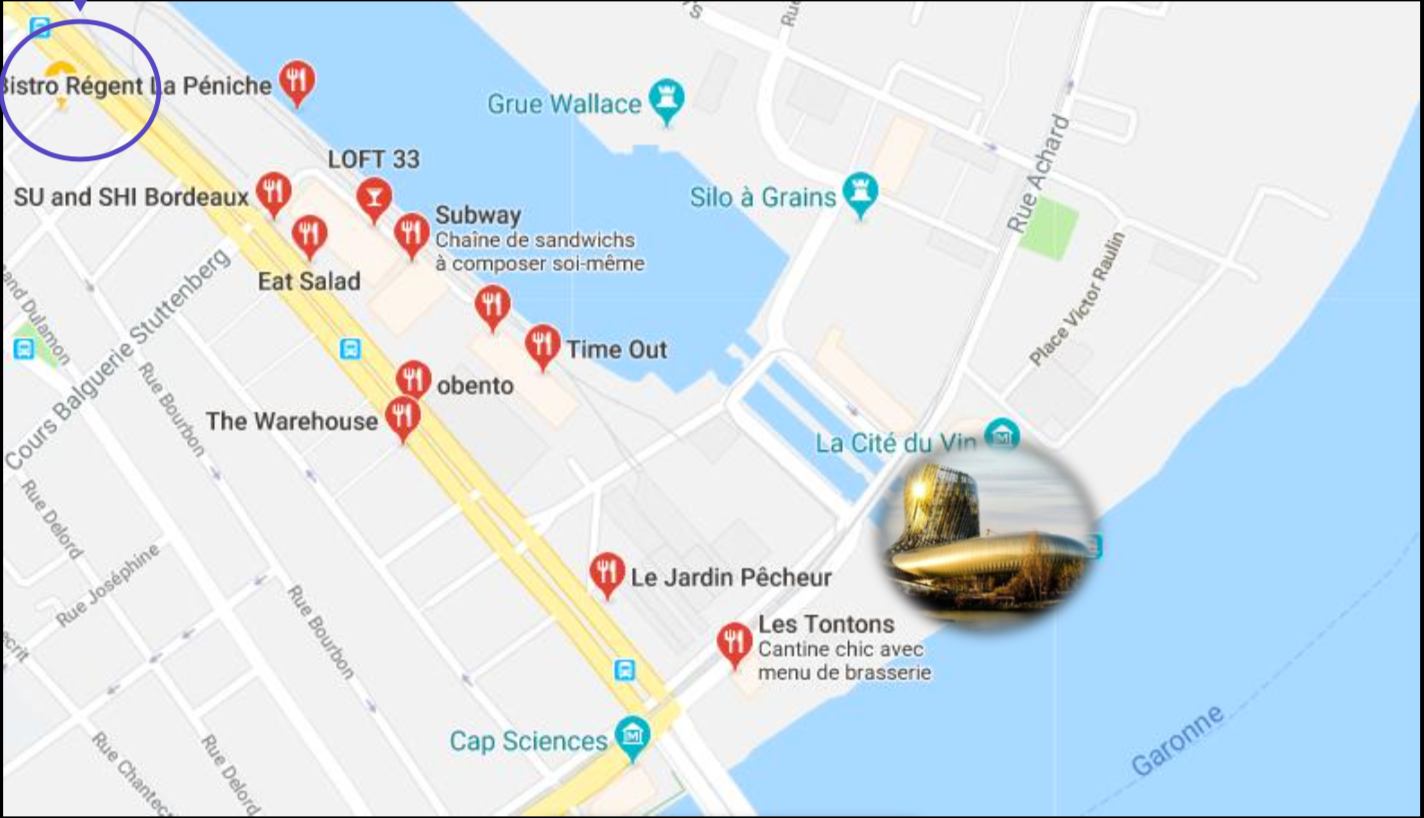 Bistro Régent La Péniche
Grue Wallace
LOFT 33
SU and SHI Bordeaux
Silo à Grains
Subway
Chaîne de sandwichs
à composer soi-même
Rue Achard
Eat Salad
Cours Balguerie Stuttenberg
Place Victor Raulin
Dulamon
Time Out
obento
The Warehouse
Rue Bourbon
La Cité du Vin
Rue Delord
Rue Joséphine
Le Jardin Pêcheur
Rue Bourbon
Les Tontons
Cantine chic avec
menu de brasserie
Cap Sciences
Garonne
Rue Delord